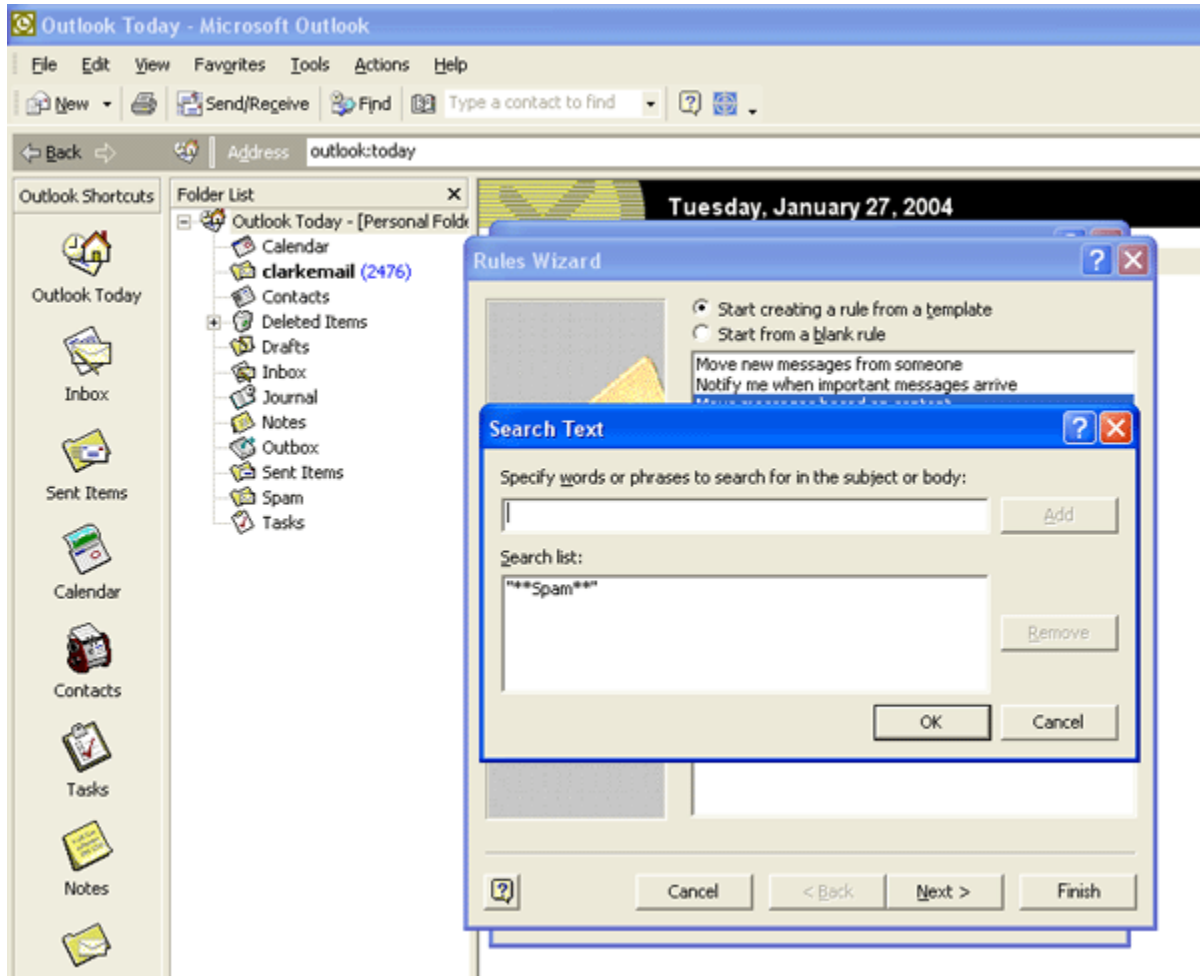 Outlook Today - Microsoft Outlook
File Edit View Favorites Tools Actions Help
New Send/Receive Find Type a contact to find
Back Address outlook:today
Outlook Shortcuts
Outlook Today
Inbox
Sent Items
Calendar
Contacts
Tasks
Notes
Folder List
Outlook Today - [Personal Folde
Calendar
clarkemail (2476)
Contacts
Deleted Items
Drafts
Inbox
Journal
Notes
Outbox
Sent Items
Spam
Tasks
Tuesday, January 27, 2004
Rules Wizard
Start creating a rule from a template
Start from a blank rule
Move new messages from someone
Notify me when important messages arrive
Move messages based on content
Search Text
Specify words or phrases to search for in the subject or body:
Add
Search list:
"**Spam**"
Remove
OK Cancel
Cancel < Back Next > Finish